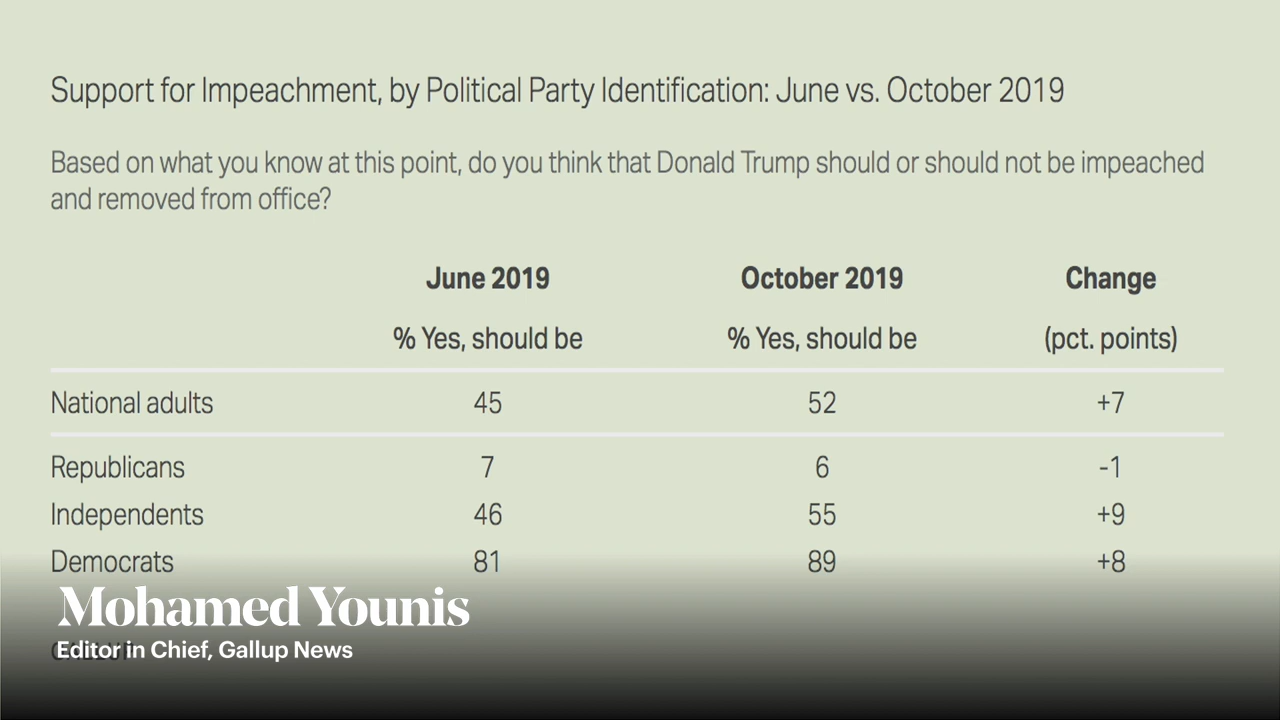 Support for Impeachment, by Political Party Identification: June vs. October 2019
Based on what you know at this point, do you think that Donald Trump should or should not be impeached
and removed from office?
June 2019 October 2019 Change
% Yes, should be % Yes, should be (pct. points)
National adults 45 52 +7
Republicans 7 6 -1
Independents 46 55 +9
Democrats 81 89 +8
Mohamed Younis
Editor in Chief, Gallup News